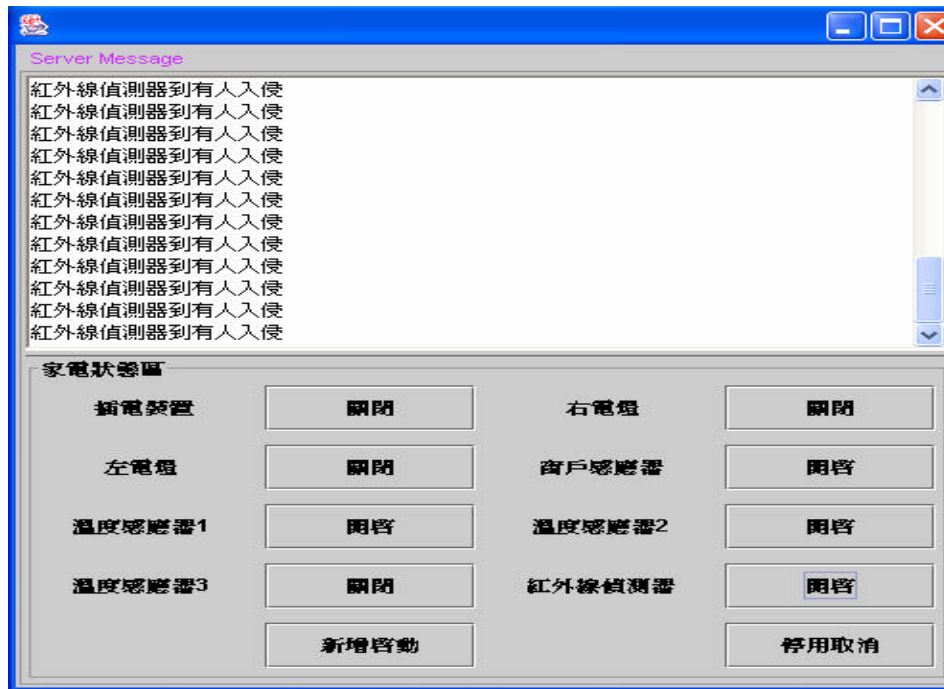 Server Message
紅外線偵測器到有人入侵
紅外線偵測器到有人入侵
紅外線偵測器到有人入侵
紅外線偵測器到有人入侵
紅外線偵測器到有人入侵
紅外線偵測器到有人入侵
紅外線偵測器到有人入侵
紅外線偵測器到有人入侵
紅外線偵測器到有人入侵
紅外線偵測器到有人入侵
紅外線偵測器到有人入侵
紅外線偵測器到有人入侵
家電狀態區
插電裝置 關閉 右電燈 關閉
左電燈 關閉 窗戶感應器 開啟
溫度感應器1 開啟 溫度感應器2 開啟
溫度感應器3 關閉 紅外線偵測器 開啟
新增啓動 停用取消